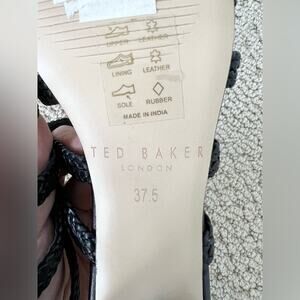 UPPER LEATHER
LINING LEATHER
SOLE RUBBER
MADE IN INDIA
TED BAKER
LONDON
37.5